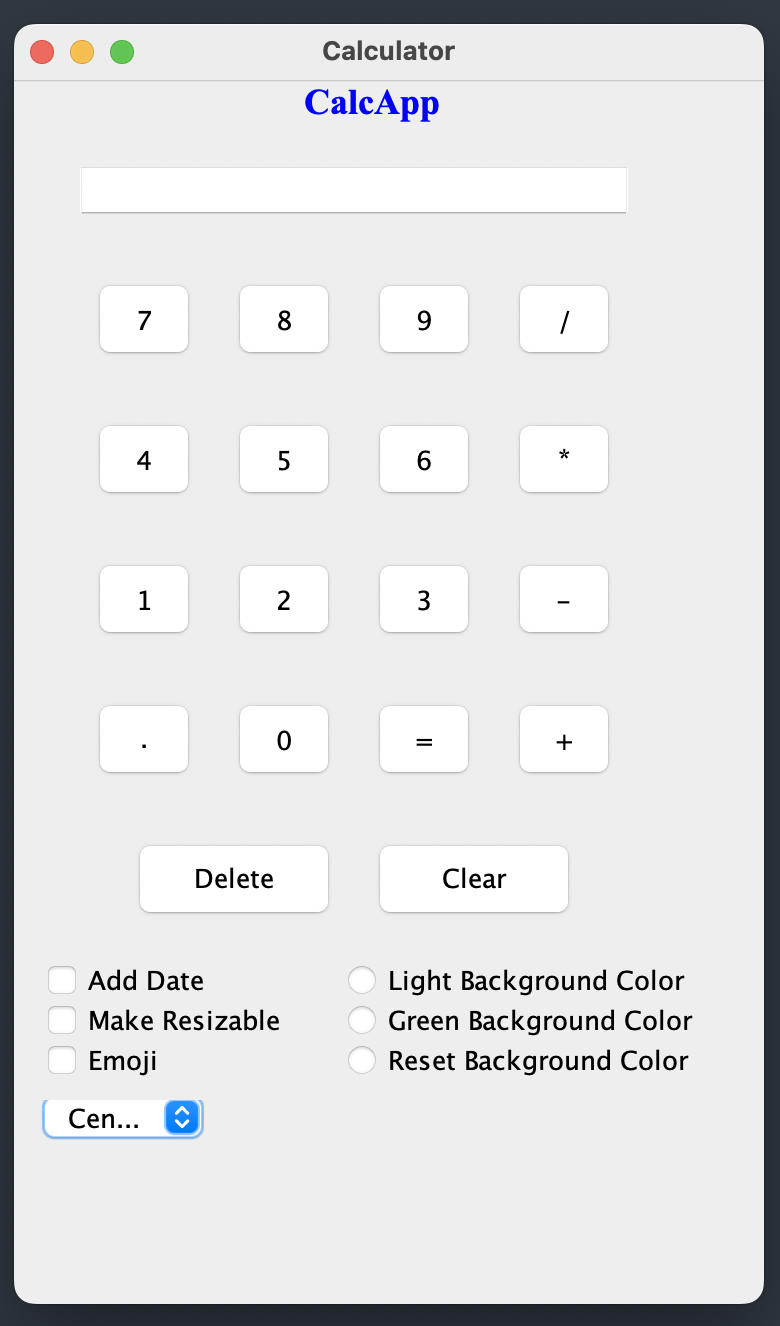 Calculator
CalcApp
7 8 9 /
4 5 6 *
1 2 3 -
. 0 = +
Delete Clear
Add Date Light Background Color
Make Resizable Green Background Color
Emoji Reset Background Color
Cen...